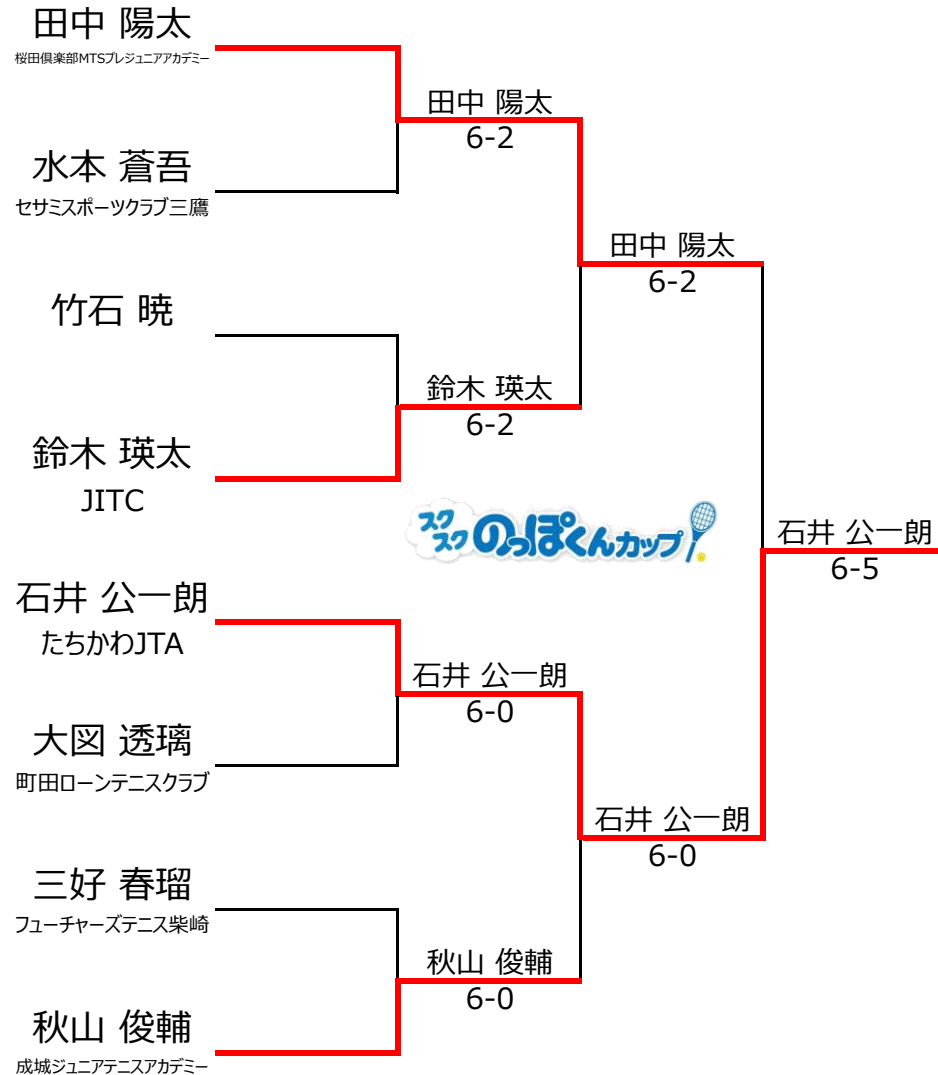 田中 陽太
桜田倶楽部MTSプレジュニアアカデミー
水本 蒼吾
セサミスポーツクラブ三鷹
竹石 暁
鈴木 瑛太
JITC
石井 公一朗
たちかわJTA
大図 透璃
町田ローンテニスクラブ
三好 春瑠
フューチャーズテニス柴崎
秋山 俊輔
成城ジュニアテニスアカデミー
田中 陽太
6-2
鈴木 瑛太
6-2
石井 公一朗
6-0
秋山 俊輔
6-0
田中 陽太
6-2
石井 公一朗
6-0
スクスクのっぽくんカップ!
石井 公一朗
6-5